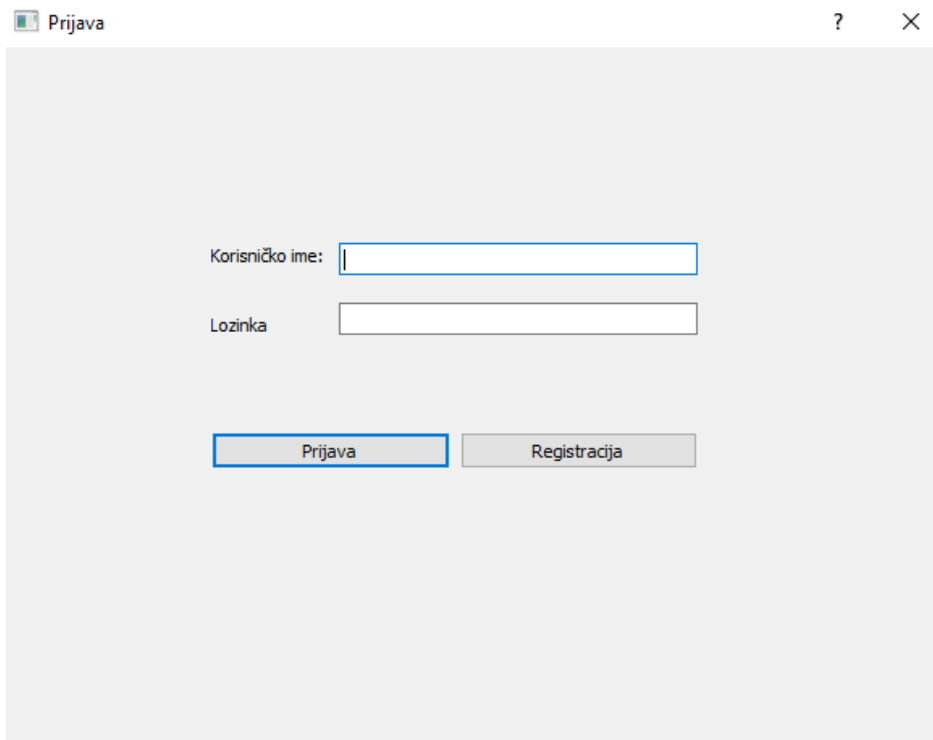 Prijava
?
Korisničko ime:
Lozinka
Prijava
Registracija